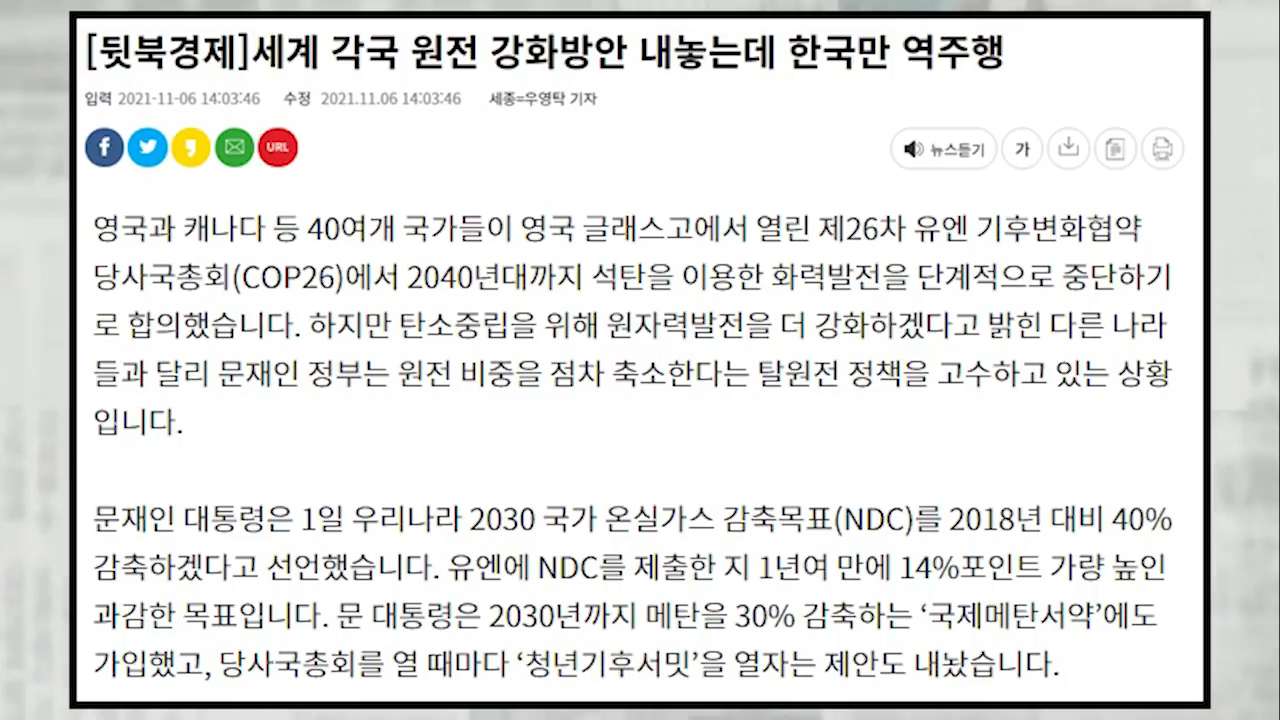 [뒷북경제]세계 각국 원전 강화방안 내놓는데 한국만 역주행
입력 2021-11-06 14:03:46 수정 2021.11.06 14:03:46 세종=우영탁 기자
f URL 뉴스듣기 가
영국과 캐나다 등 40여개 국가들이 영국 글래스고에서 열린 제26차 유엔 기후변화협약
당사국총회(COP26)에서 2040년대까지 석탄을 이용한 화력발전을 단계적으로 중단하기
로 합의했습니다. 하지만 탄소중립을 위해 원자력발전을 더 강화하겠다고 밝힌 다른 나라
들과 달리 문재인 정부는 원전 비중을 점차 축소한다는 탈원전 정책을 고수하고 있는 상황
입니다.
문재인 대통령은 1일 우리나라 2030 국가 온실가스 감축목표(NDC)를 2018년 대비 40%
감축하겠다고 선언했습니다. 유엔에 NDC를 제출한 지 1년여 만에 14%포인트 가량 높인
과감한 목표입니다. 문 대통령은 2030년까지 메탄을 30% 감축하는 ‘국제메탄서약’에도
가입했고, 당사국총회를 열 때마다 ‘청년기후서밋’을 열자는 제안도 내놨습니다.